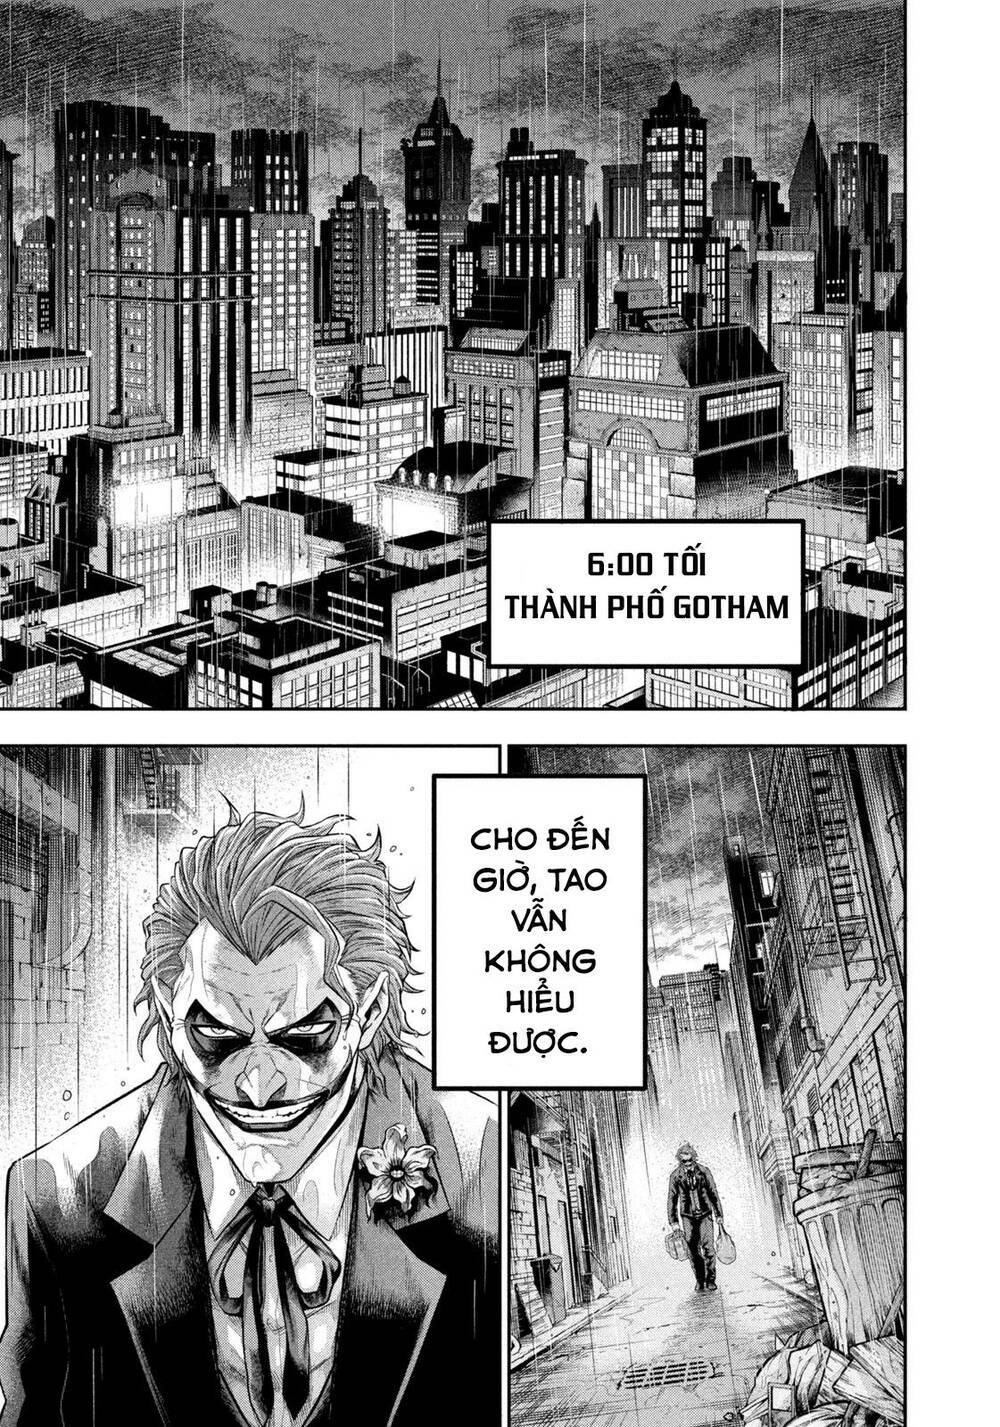 6:00 TỐI
THÀNH PHỐ GOTHAM
CHO ĐẾN
GIỜ, TAO
VẪN
KHÔNG
HIỂU
ĐƯỢC.